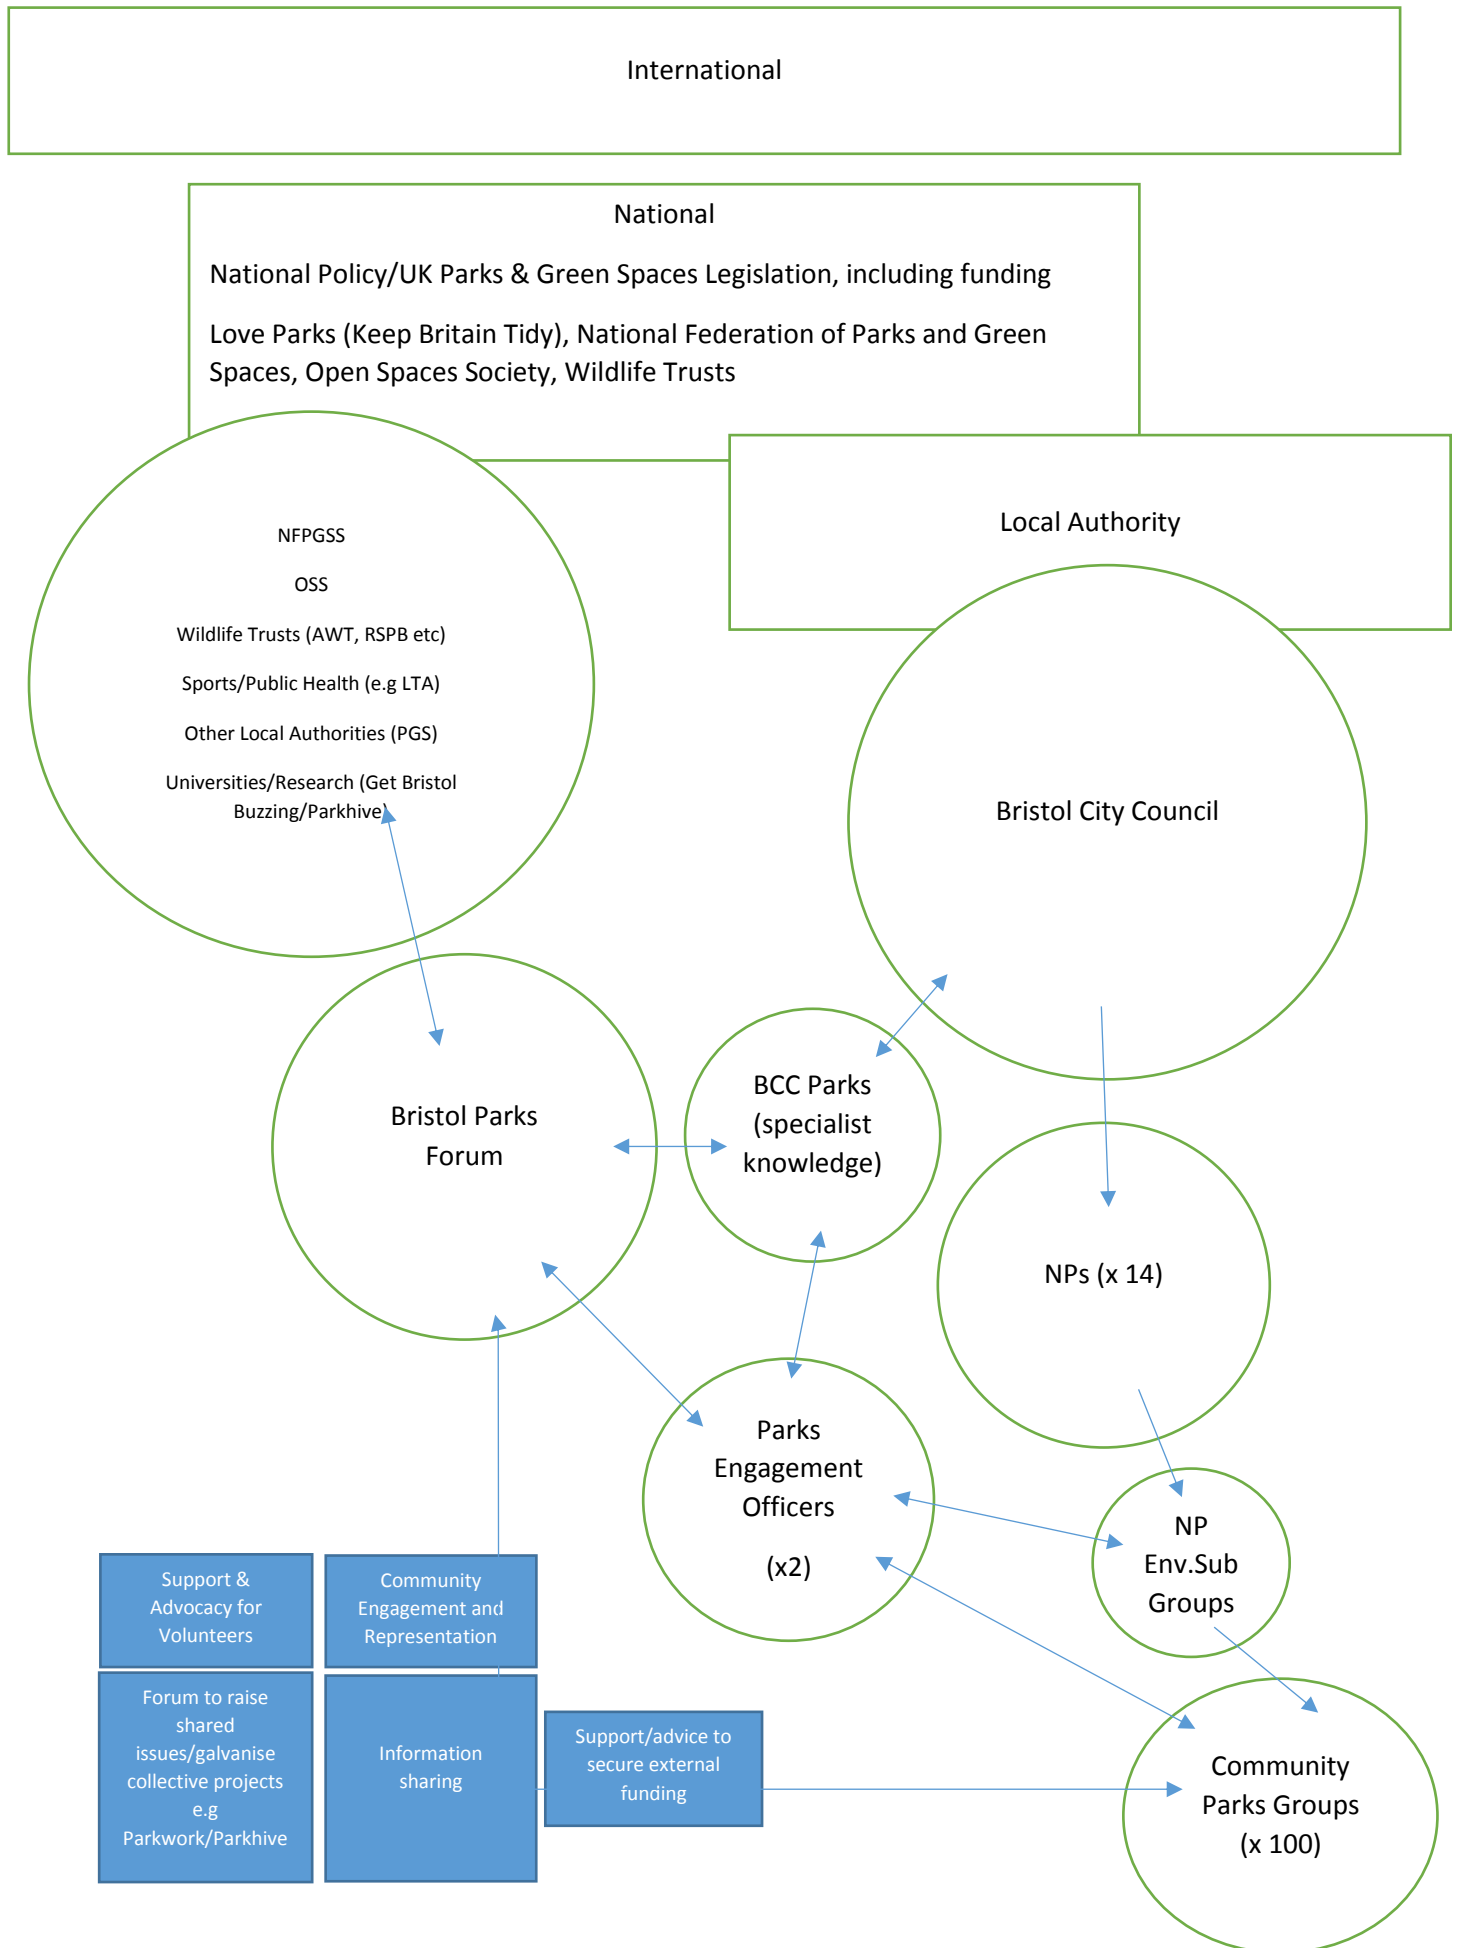 International
National
National Policy/UK Parks & Green Spaces Legislation, including funding
Love Parks (Keep Britain Tidy), National Federation of Parks and Green
Spaces, Open Spaces Society, Wildlife Trusts
NFPGSS
OSS
Wildlife Trusts (AWT, RSPB etc)
Sports/Public Health (e.g LTA)
Other Local Authorities (PGS)
Universities/Research (Get Bristol
Buzzing/Parkhive)
Local Authority
Bristol City Council
Bristol Parks
Forum
BCC Parks
(specialist
knowledge)
NPs (x 14)
Parks
Engagement
Officers
(x2)
NP
Env.Sub
Groups
Support &
Advocacy for
Volunteers
Community
Engagement and
Representation
Forum to raise
shared
issues/galvanise
collective projects
e.g
Parkwork/Parkhive
Information
sharing
Support/advice to
secure external
funding
Community
Parks Groups
(x 100)